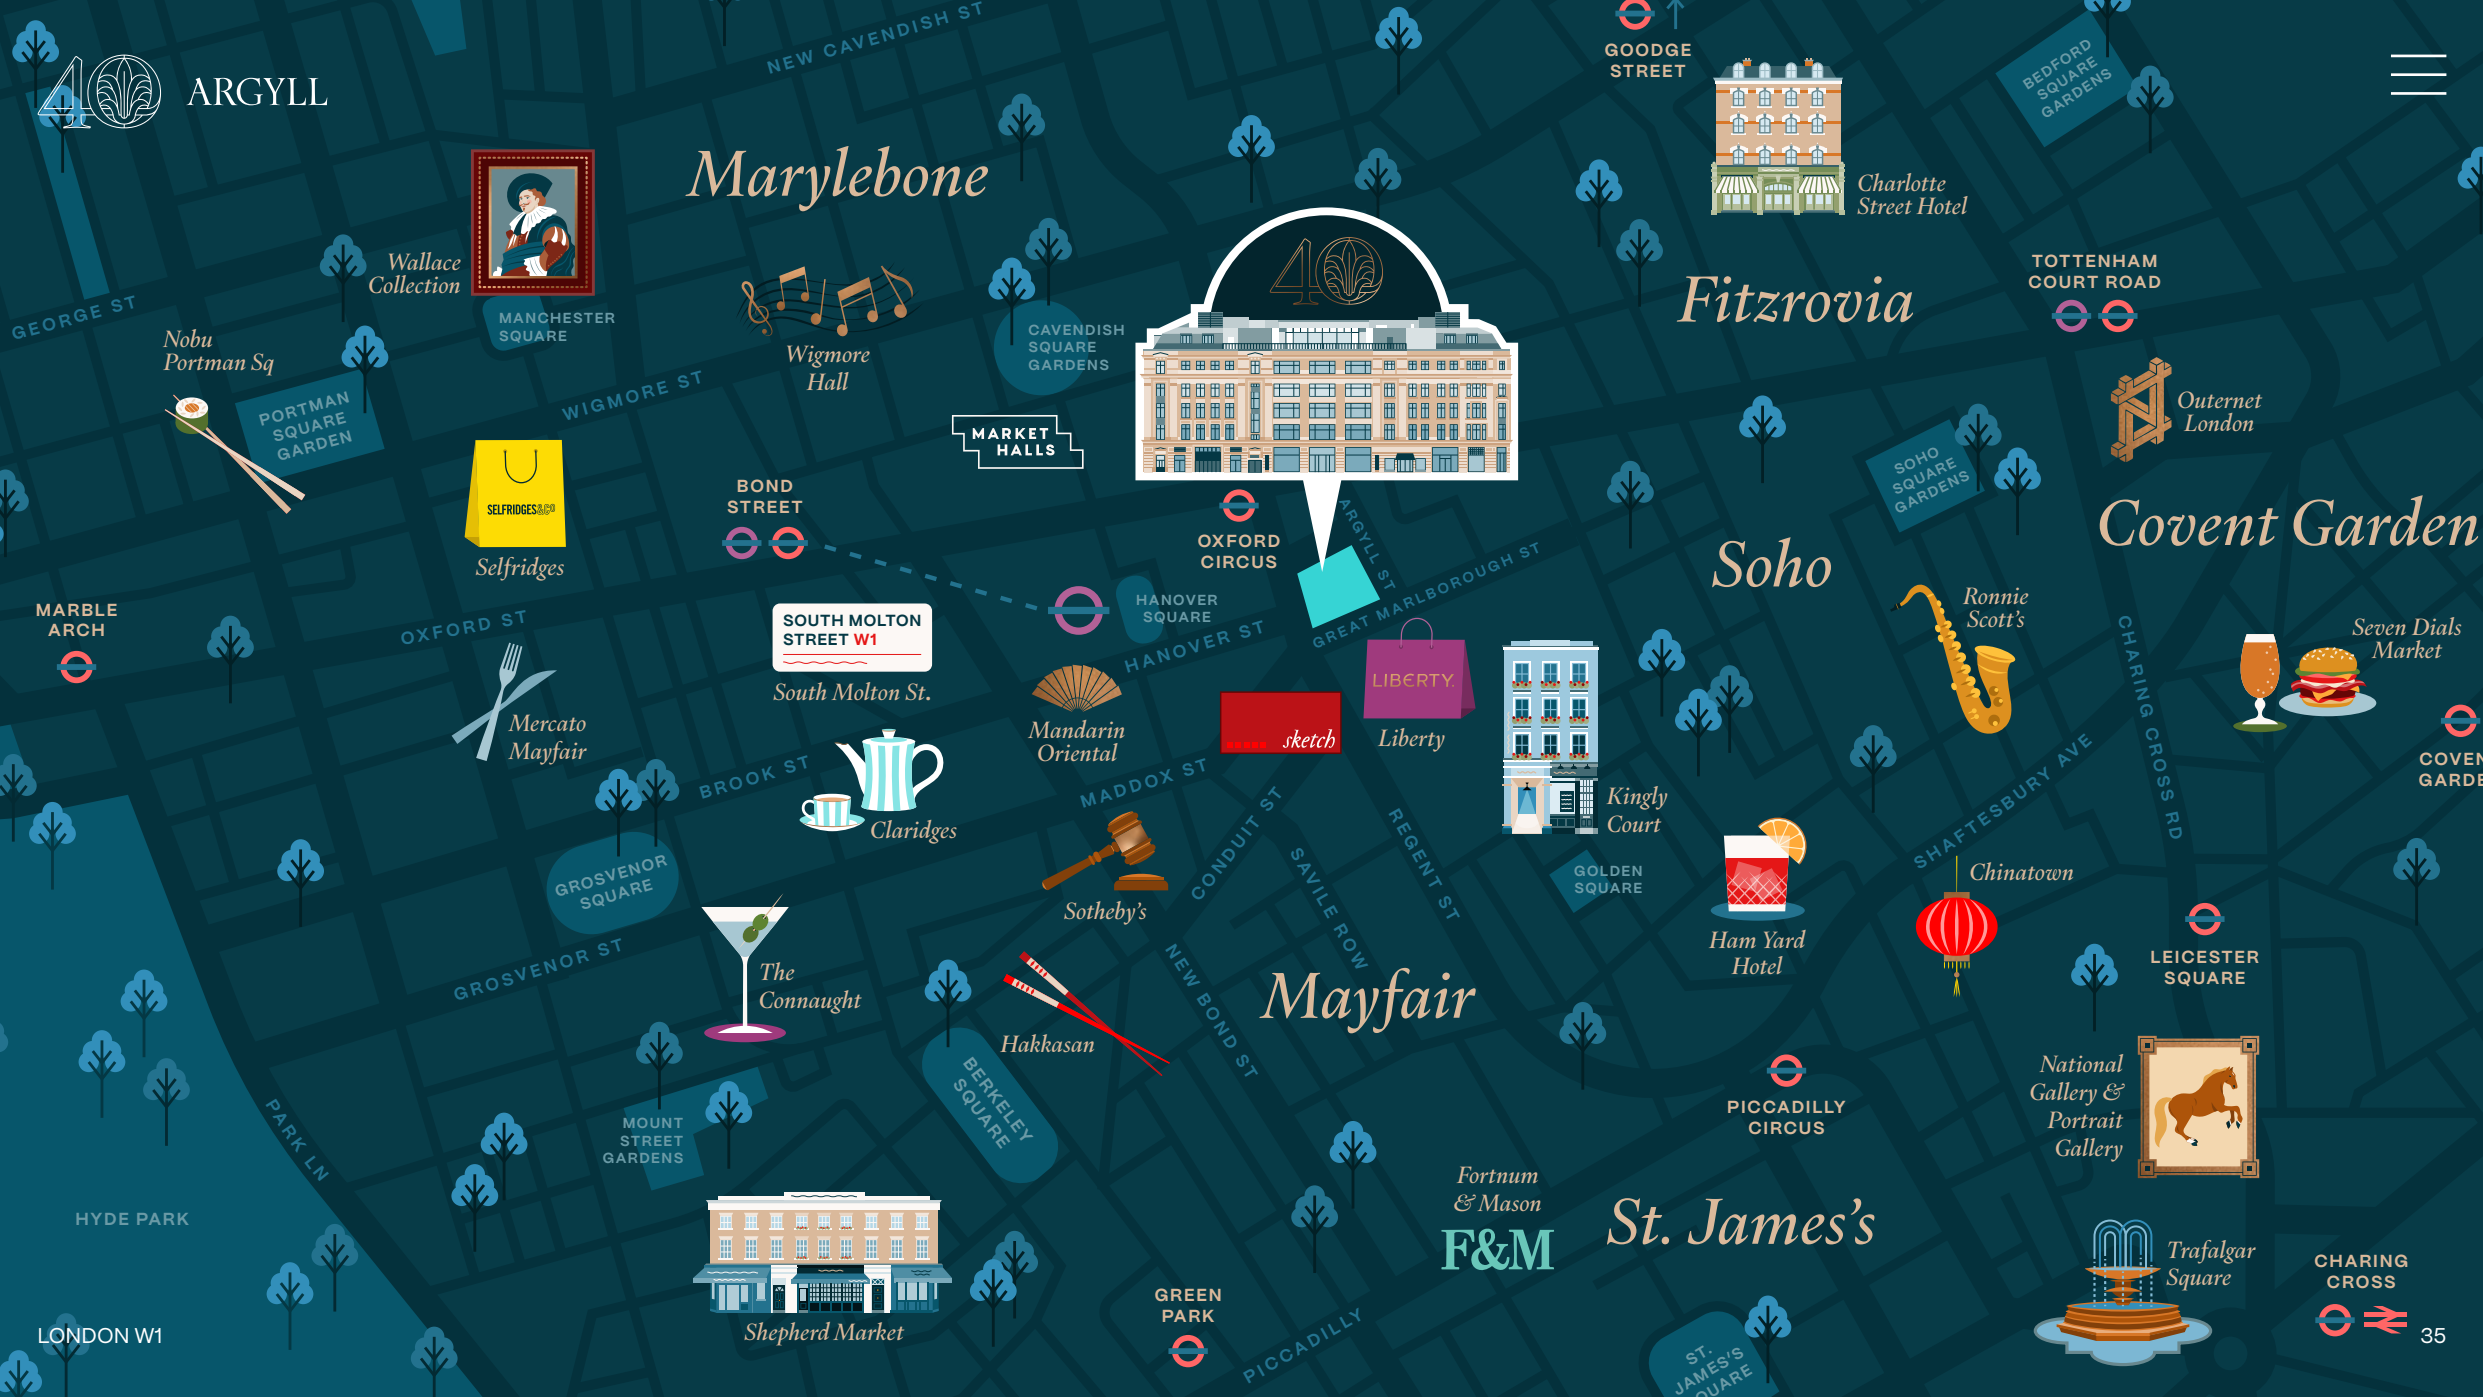 NEW CAVENDISH ST
GOODGE
STREET
BEDFORD
SQUARE
GARDENS
40 ARGYLL
Marylebone
Charlotte
Street Hotel
Wallace
Collection
40
Fitzrovia
TOTTENHAM
COURT ROAD
GEORGE ST
MANCHESTER
SQUARE
Nobu
Portman Sq
Wigmore
Hall
CAVENDISH
SQUARE
GARDENS
PORTMAN
SQUARE
GARDEN
WIGMORE ST
MARKET
HALLS
Outernet
London
SOHO
SQUARE
GARDENS
SELFRIDGES&CO
Selfridges
BOND
STREET
OXFORD
CIRCUS
ARGYLL ST
Covent Garden
Soho
GREAT MARLBOROUGH ST
MARBLE
ARCH
OXFORD ST
SOUTH MOLTON
STREET W1
South Molton St.
HANOVER
SQUARE
HANOVER ST
Ronnie
Scott's
CHARING CROSS RD
Seven Dials
Market
Mercato
Mayfair
Mandarin
Oriental
sketch
LIBERTY.
Liberty
COVEN
GARDE
BROOK ST
Claridges
MADDOX ST
CONDUIT ST
REGENT ST
Kingly
Court
SHAFTESBURY AVE
GROSVENOR
SQUARE
Sotheby's
SAVILE ROW
GOLDEN
SQUARE
Chinatown
GROSVENOR ST
The
Connaught
Hakkasan
NEW BOND ST
Mayfair
Ham Yard
Hotel
LEICESTER
SQUARE
BERKELEY
SQUARE
PARK LN
MOUNT
STREET
GARDENS
PICCADILLY
CIRCUS
National
Gallery &
Portrait
Gallery
HYDE PARK
Fortnum
& Mason
F&M
St. James's
Trafalgar
Square
CHARING
CROSS
Shepherd Market
GREEN
PARK
PICCADILLY
ST.
JAMES'S
QUARE
LONDON W1
35